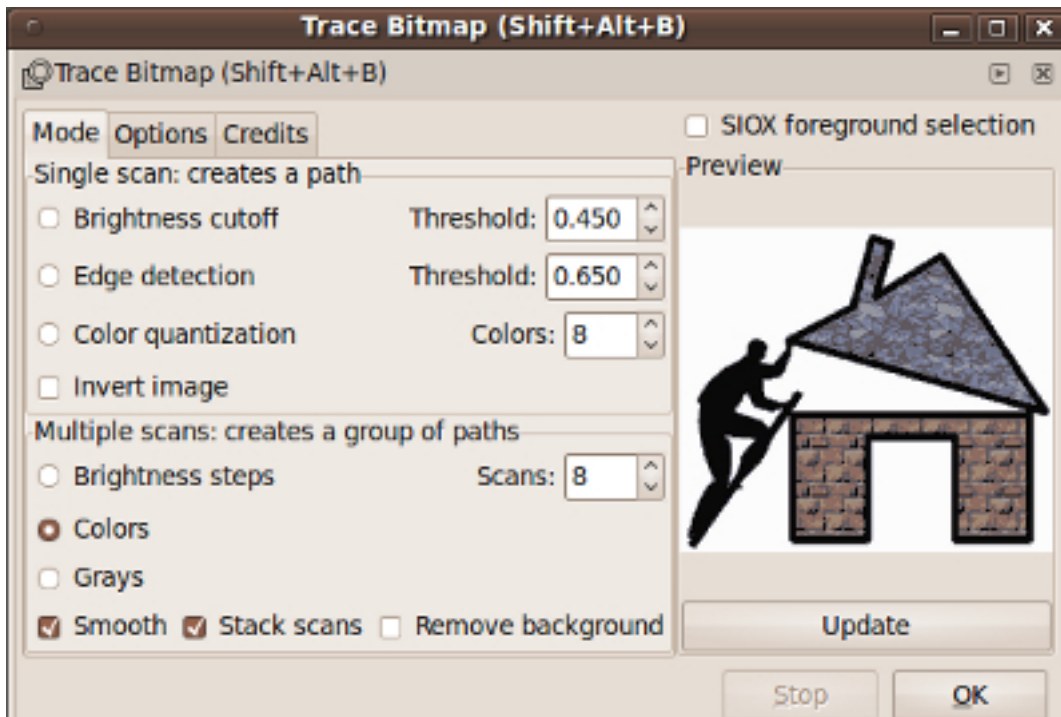 Trace Bitmap (Shift+Alt+B)
Trace Bitmap (Shift+Alt+B)
Mode Options Credits
SIOX foreground selection
Single scan: creates a path
Preview
Brightness cutoff Threshold: 0.450
Edge detection Threshold: 0.650
Color quantization Colors: 8
Invert image
Multiple scans: creates a group of paths
Brightness steps Scans: 8
Colors
Grays
Smooth Stack scans Remove background
Update
Stop OK